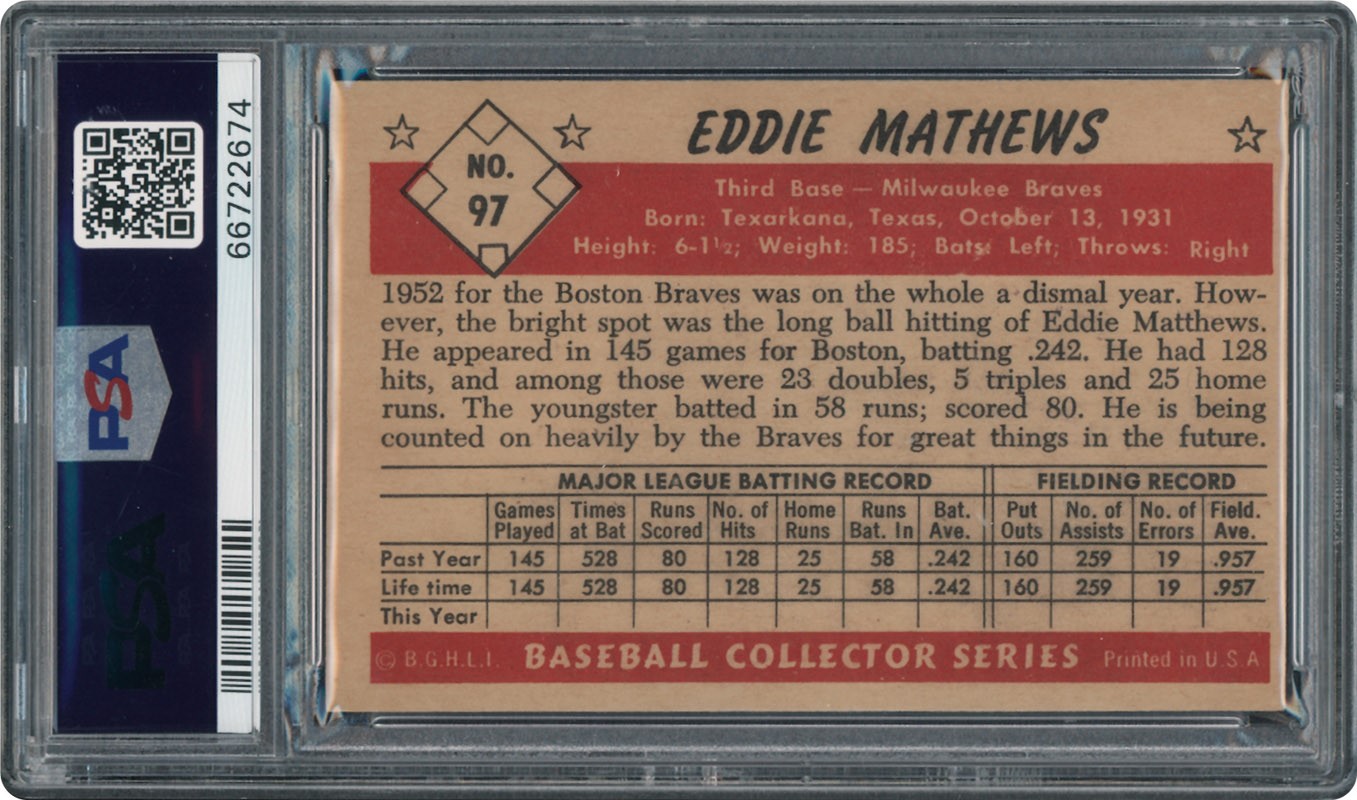 66722674
PSA
PSA
EDDIE MATHEWS
NO.
97
Third Base — Milwaukee Braves
Born: Texarkana, Texas, October 13, 1931
Height: 6-1½; Weight: 185; Bats: Left; Throws: Right
1952 for the Boston Braves was on the whole a dismal year. How-
ever, the bright spot was the long ball hitting of Eddie Matthews.
He appeared in 145 games for Boston, batting .242. He had 128
hits, and among those were 23 doubles, 5 triples and 25 home
runs. The youngster batted in 58 runs; scored 80. He is being
counted on heavily by the Braves for great things in the future.
MAJOR LEAGUE BATTING RECORD FIELDING RECORD
Games Times Runs No. of Home Runs Bat. Put No. of No. of Field.
Played at Bat Scored Hits Runs Bat. In Ave. Outs Assists Errors Ave.
Past Year 145 528 80 128 25 58 .242 160 259 19 .957
Life time 145 528 80 128 25 58 .242 160 259 19 .957
This Year
© B.G.H.L.I. BASEBALL COLLECTOR SERIES Printed in U.S.A